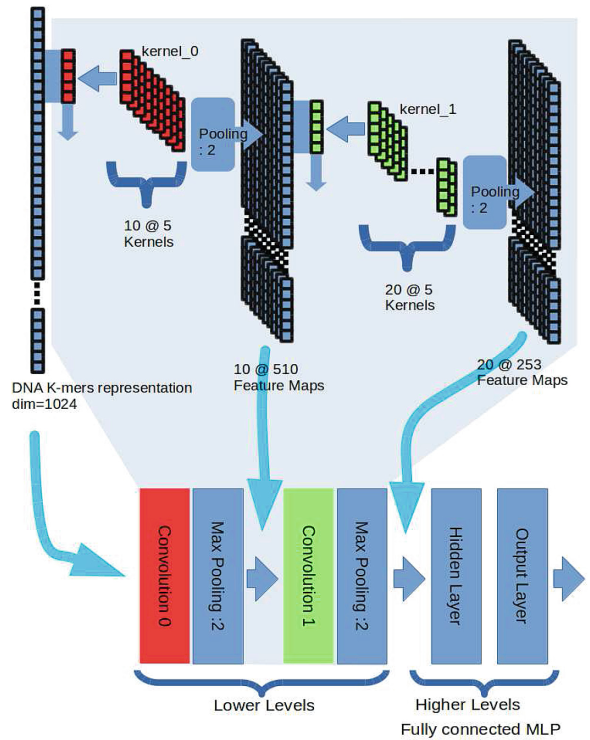 kernel_0
Pooling
: 2
kernel_1
Pooling
: 2
10 @ 5
Kernels
20 @ 5
Kernels
DNA K-mers representation
dim=1024
10 @ 510
Feature Maps
20 @ 253
Feature Maps
Convolution 0
Max Pooling :2
Convolution 1
Max Pooling :2
Hidden Layer
Output Layer
Lower Levels
Higher Levels
Fully connected MLP